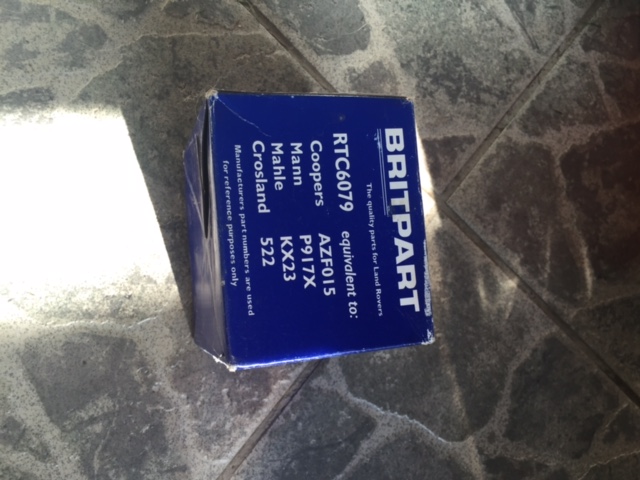 BRITPART
The quality parts for Land Rovers
RTC6079 equivalent to:
Coopers AZF015
Mann P917X
Mahle KX23
Crosland 522
Manufacturers part numbers are used
for reference purposes only